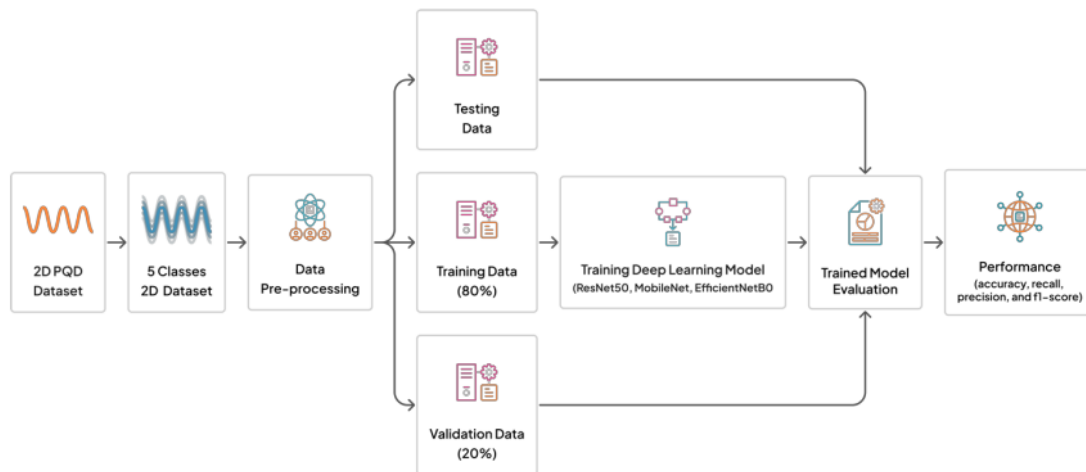 Testing
Data
2D PQD
Dataset
5 Classes
2D Dataset
Data
Pre-processing
Training Data
(80%)
Training Deep Learning Model
(ResNet50, MobileNet, EfficientNetB0
Trained Model
Evaluation
Performance
(accuracy, recall,
precision, and f1-score)
Validation Data
(20%)